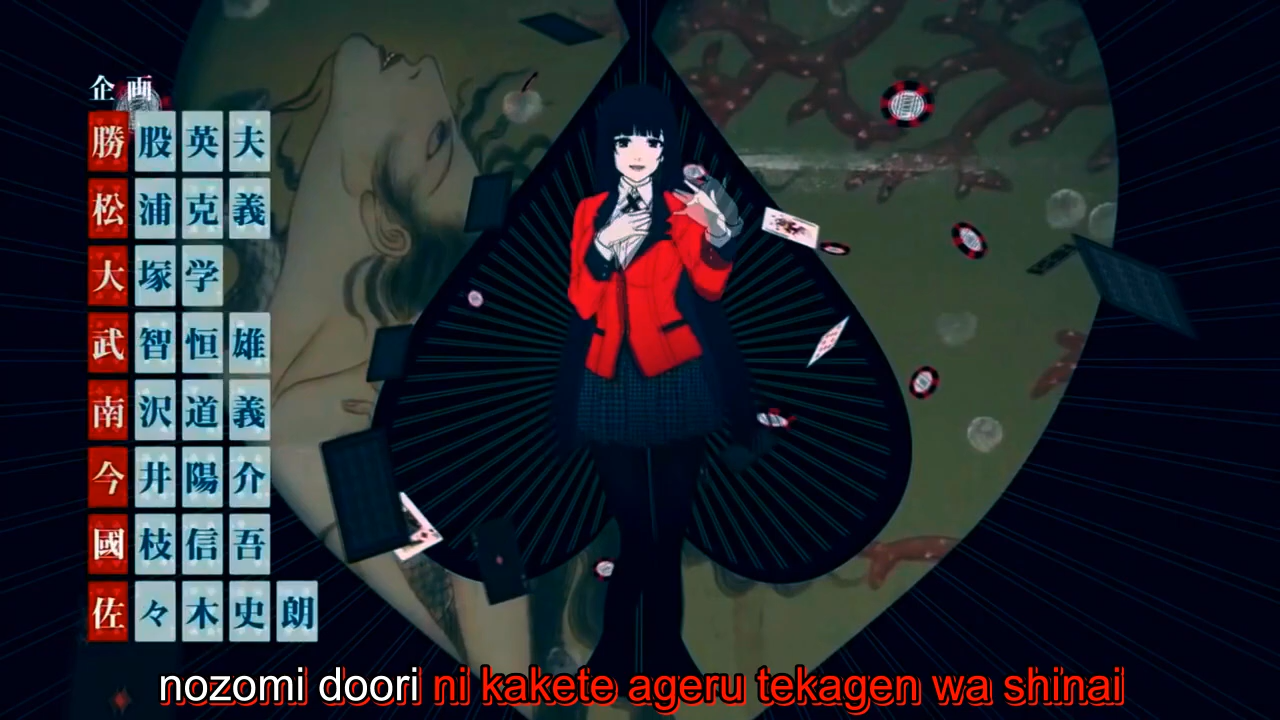 企画
勝股英夫
松浦克義
大塚学
武智恒雄
南沢道義
今井陽介
國枝信吾
佐々木史朗
nozomi doori ni kakete ageru tekagen wa shinai